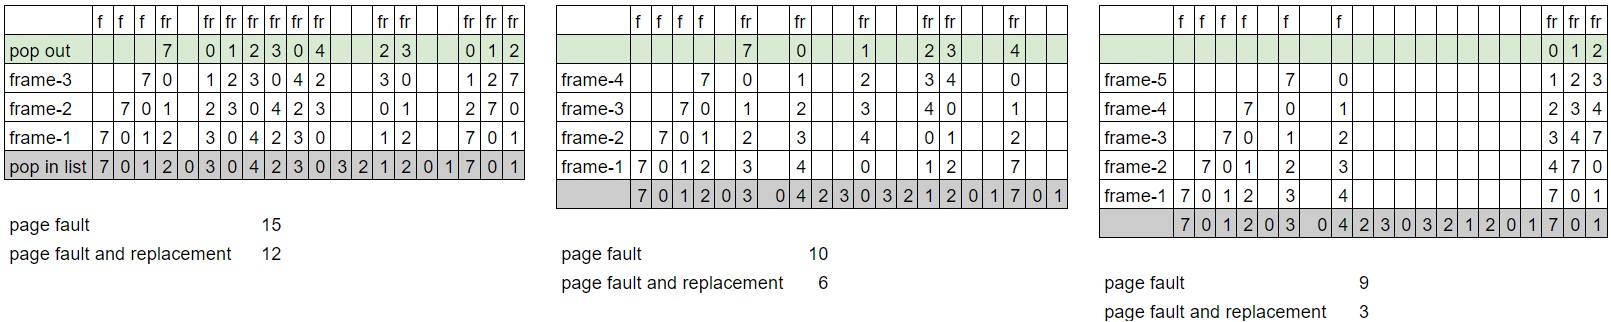 f f f fr fr fr fr fr fr fr fr fr fr fr fr
pop out 7 0 1 2 3 0 4 2 3 0 1 2
frame-3 7 0 1 2 3 0 4 2 3 0 1 2 7
frame-2 7 0 1 2 3 0 4 2 3 0 1 2 7 0
frame-1 7 0 1 2 3 0 4 2 3 0 1 2 7 0 1
pop in list 7 0 1 2 0 3 0 4 2 3 0 3 2 1 2 0 1 7 0 1
page fault 15
page fault and replacement 12
f f f f fr fr fr fr fr fr
7 0 1 2 3 4
frame-4 7 0 1 2 3 4 0
frame-3 7 0 1 2 3 4 0 1
frame-2 7 0 1 2 3 4 0 1 2
frame-1 7 0 1 2 3 4 0 1 2 7
7 0 1 2 0 3 0 4 2 3 0 3 2 1 2 0 1 7 0 1
page fault 10
page fault and replacement 6
f f f f f f fr fr fr
0 1 2
frame-5 7 0 1 2 3
frame-4 7 0 1 2 3 4
frame-3 7 0 1 2 3 4 7
frame-2 7 0 1 2 3 4 7 0
frame-1 7 0 1 2 3 4 7 0 1
7 0 1 2 0 3 0 4 2 3 0 3 2 1 2 0 1 7 0 1
page fault 9
page fault and replacement 3